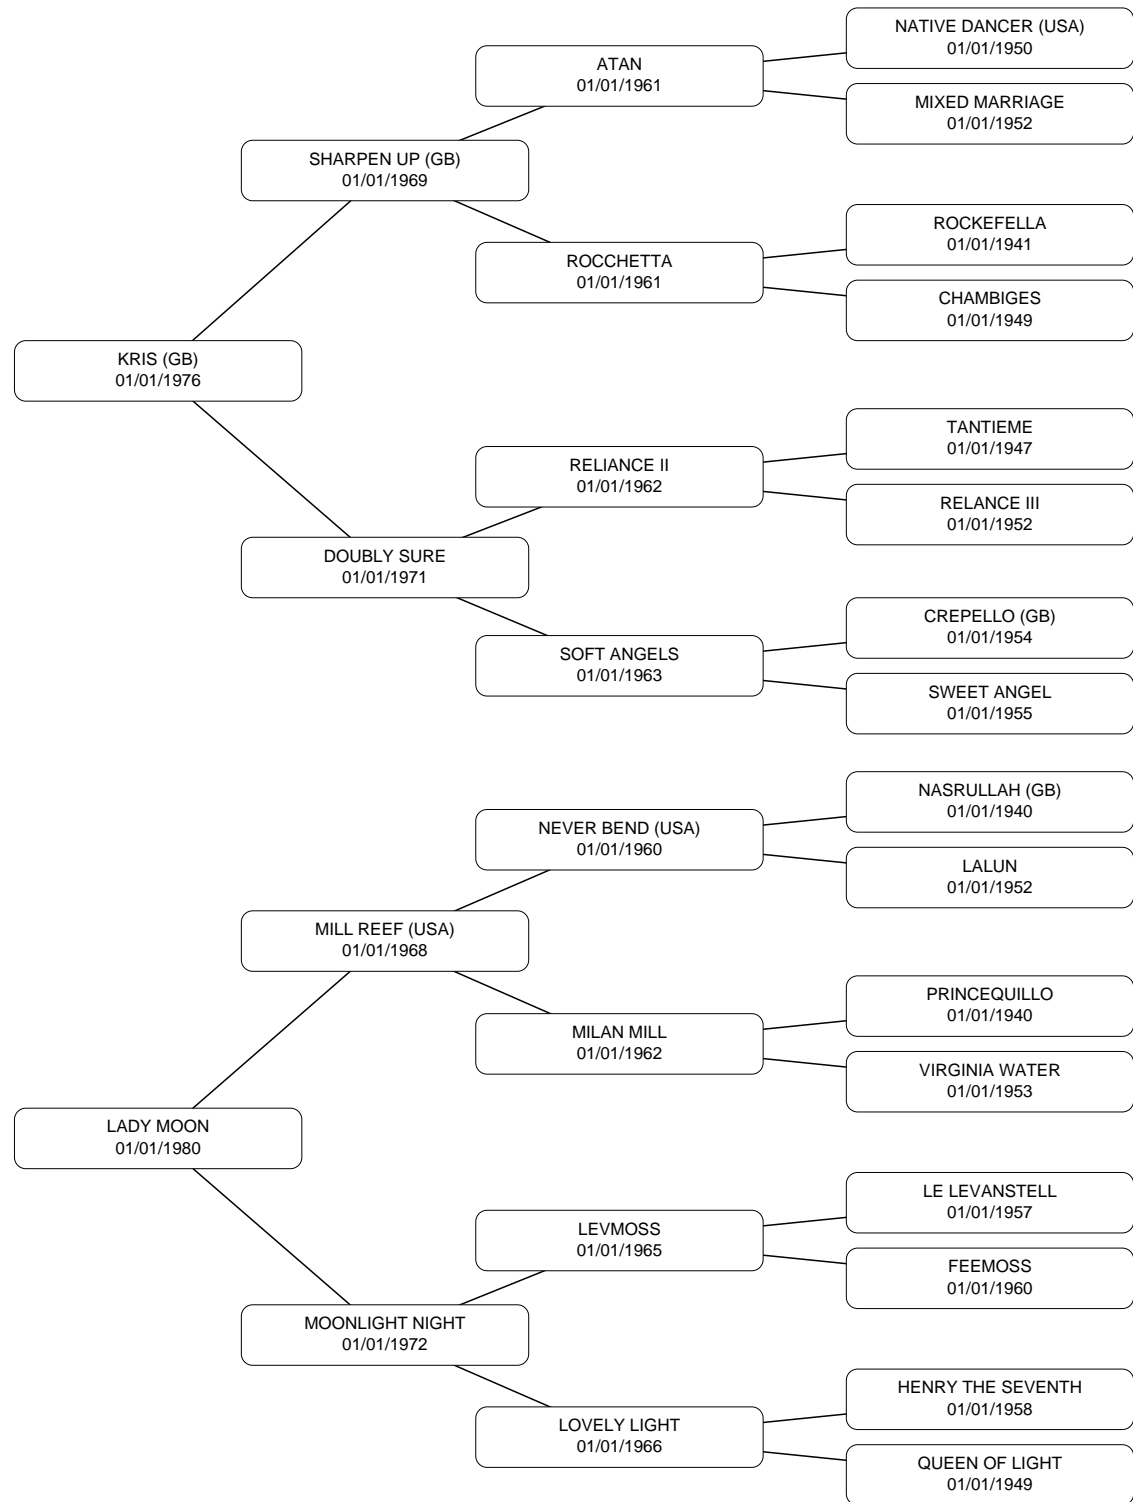 NATIVE DANCER (USA)
01/01/1950
ATAN
01/01/1961
MIXED MARRIAGE
01/01/1952
SHARPEN UP (GB)
01/01/1969
ROCKEFELLA
01/01/1941
ROCCHETTA
01/01/1961
CHAMBIGES
01/01/1949
KRIS (GB)
01/01/1976
TANTIEME
01/01/1947
RELIANCE II
01/01/1962
RELANCE III
01/01/1952
DOUBLY SURE
01/01/1971
CREPELLO (GB)
01/01/1954
SOFT ANGELS
01/01/1963
SWEET ANGEL
01/01/1955
NASRULLAH (GB)
01/01/1940
NEVER BEND (USA)
01/01/1960
LALUN
01/01/1952
MILL REEF (USA)
01/01/1968
PRINCEQUILLO
01/01/1940
MILAN MILL
01/01/1962
VIRGINIA WATER
01/01/1953
LADY MOON
01/01/1980
LE LEVANSTELL
01/01/1957
LEVMOSS
01/01/1965
FEEMOSS
01/01/1960
MOONLIGHT NIGHT
01/01/1972
HENRY THE SEVENTH
01/01/1958
LOVELY LIGHT
01/01/1966
QUEEN OF LIGHT
01/01/1949